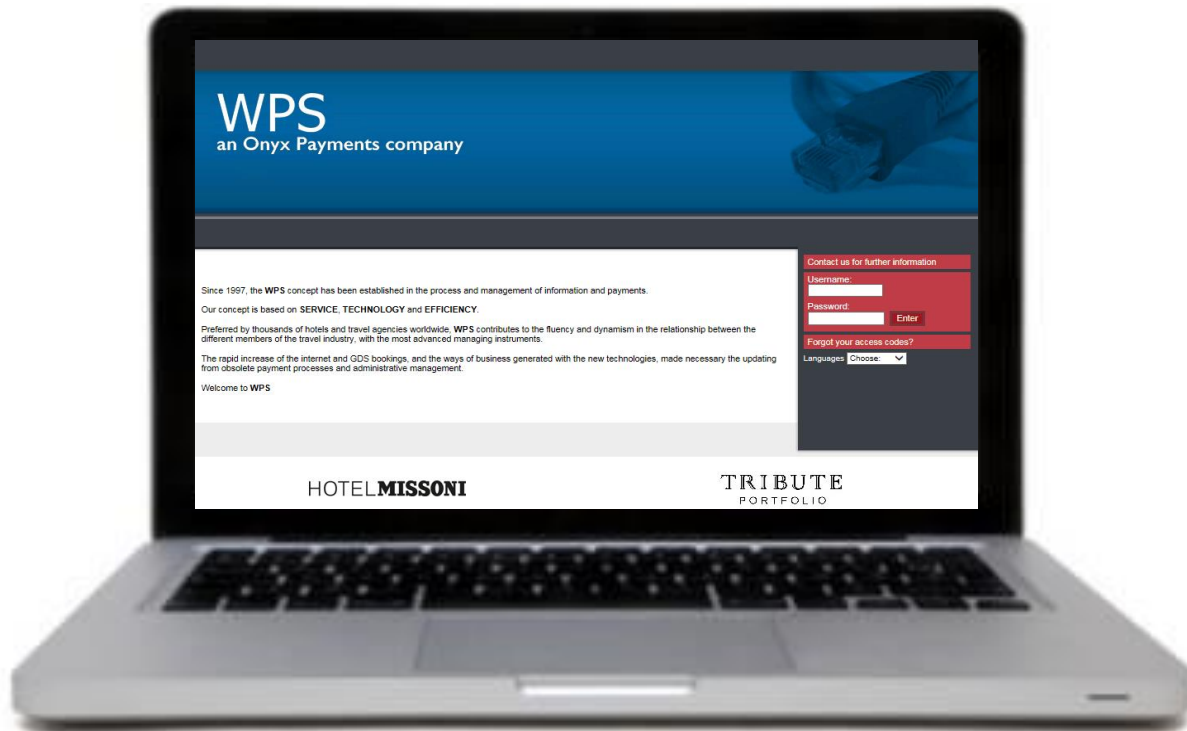 WPS
an Onyx Payments company
Contact us for further information
Username:
Password:
Enter
Forgot your access codes?
Languages Choose:
Since 1997, the WPS concept has been established in the process and management of information and payments.
Our concept is based on SERVICE, TECHNOLOGY and EFFICIENCY.
Preferred by thousands of hotels and travel agencies worldwide, WPS contributes to the fluency and dynamism in the relationship between the
different members of the travel industry, with the most advanced managing instruments.
The rapid increase of the internet and GDS bookings, and the ways of business generated with the new technologies, made necessary the updating
from obsolete payment processes and administrative management.
Welcome to WPS
HOTELMISSONI
TRIBUTE
PORTFOLIO